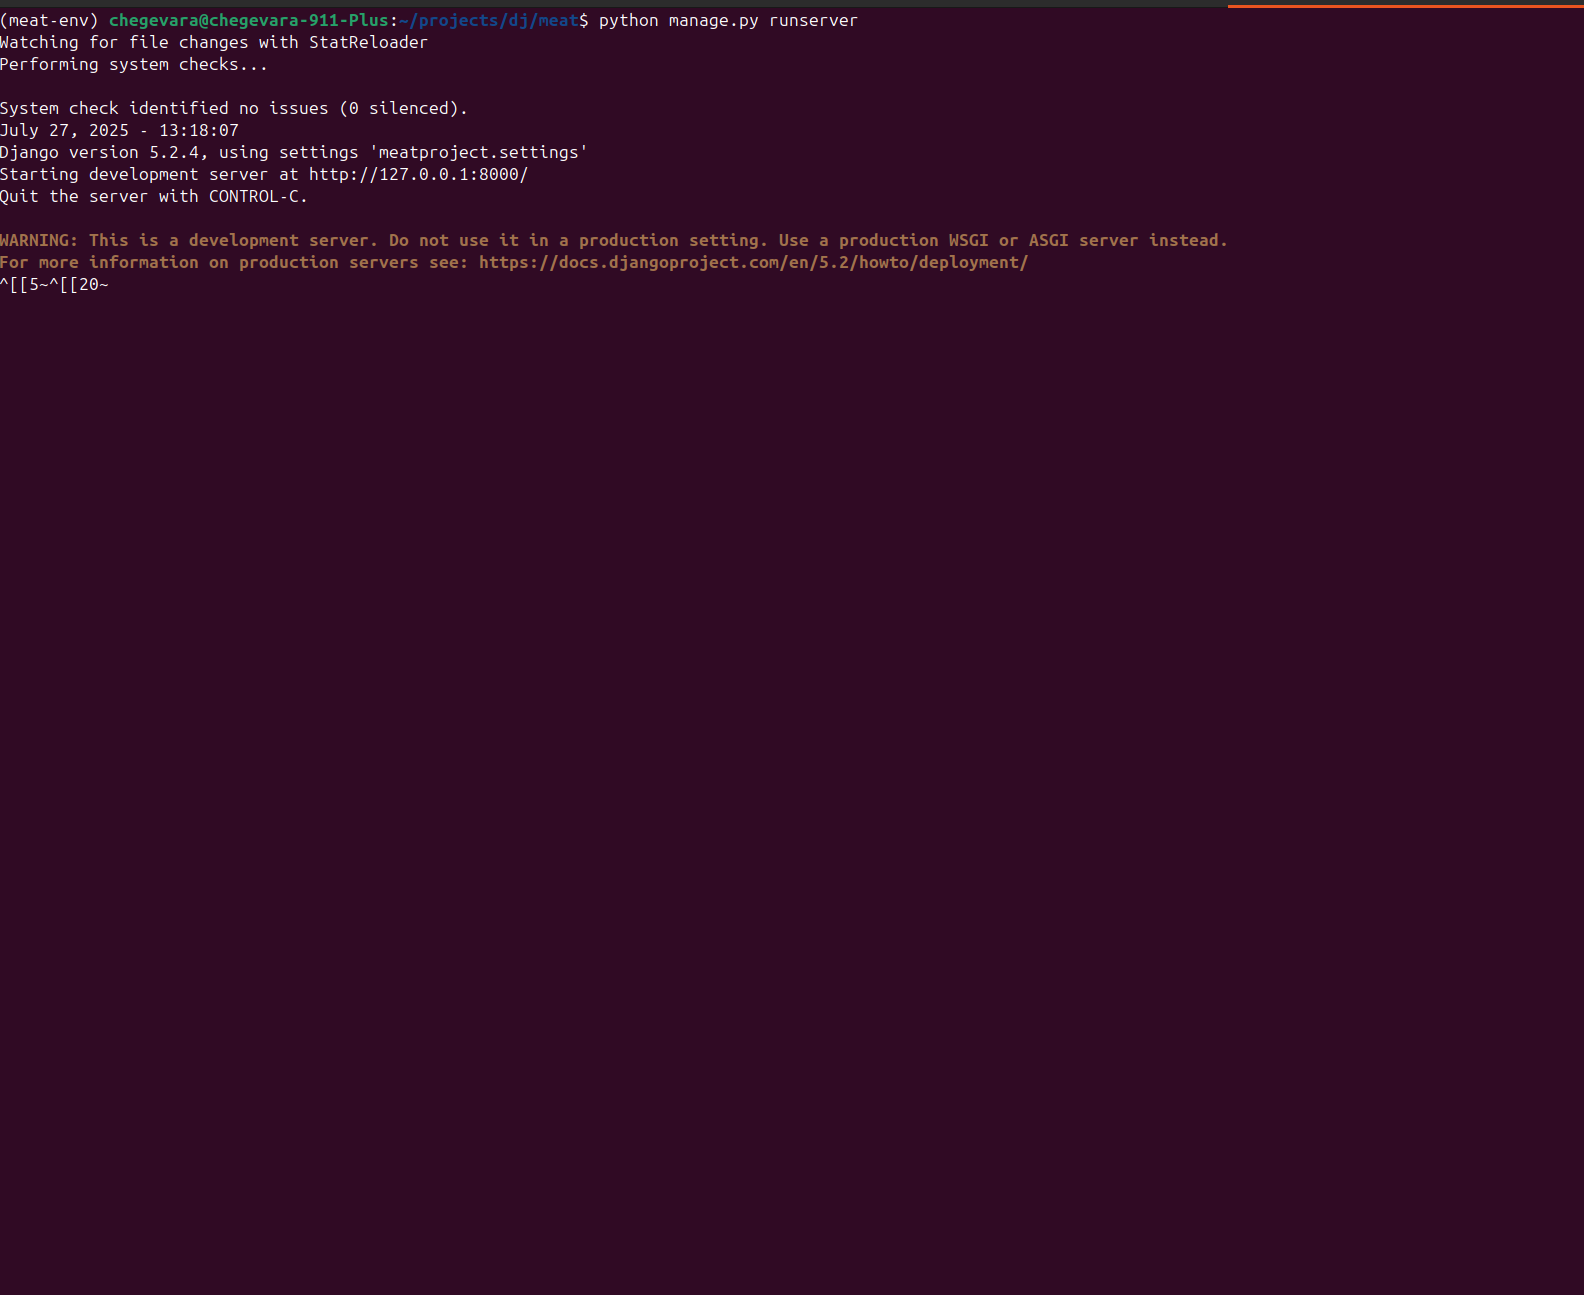 (meat-env) chegevara@chegevara-911-Plus:~/projects/dj/meat$ python manage.py runserver
Watching for file changes with StatReloader
Performing system checks...
System check identified no issues (0 silenced).
July 27, 2025 - 13:18:07
Django version 5.2.4, using settings 'meatproject.settings'
Starting development server at http://127.0.0.1:8000/
Quit the server with CONTROL-C.
WARNING: This is a development server. Do not use it in a production setting. Use a production WSGI or ASGI server instead.
For more information on production servers see: https://docs.djangoproject.com/en/5.2/howto/deployment/
^[[5~^[[20~